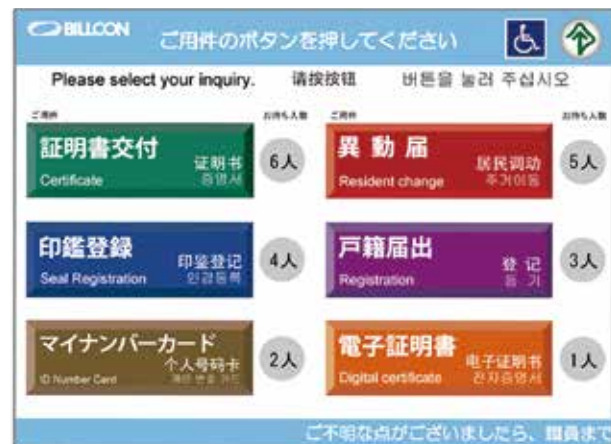 BILLCON
ご用件のボタンを押してください
Please select your inquiry. 请按按钮 버튼을 눌러 주십시오
ご用件 お待ち人数 ご用件 お待ち人数
証明書交付
Certificate
证明书
증명서
6人
異動届
Resident change
居民调动
주거이동
5人
印鑑登録
Seal Registration
印鉴登记
인감등록
4人
戸籍届出
Registration
登记
등기
3人
マイナンバーカード
ID Number Card
个人号码卡
개인 번호 카드
2人
電子証明書
Digital certificate
电子证明书
전자증명서
1人
ご不明な点がございましたら、職員まで